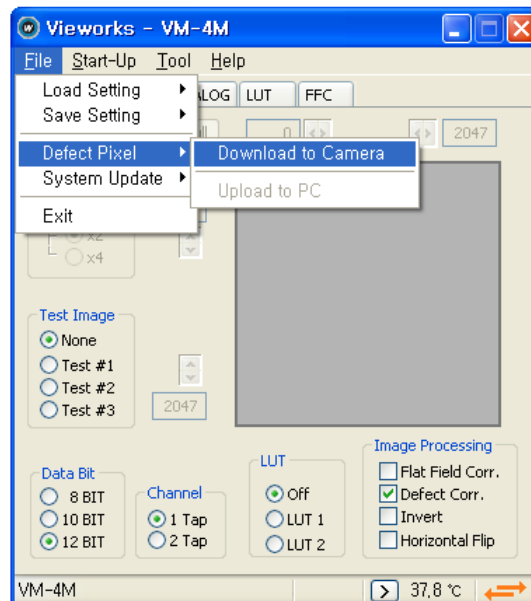 Vieworks - VM-4M
File Start-Up Tool Help
Load Setting
Save Setting
Defect Pixel
System Update
Exit
Download to Camera
Upload to PC
ALOG LUT FFC
0 2047
x2
x4
Test Image
None
Test #1
Test #2
Test #3
2047
Data Bit
8 BIT
10 BIT
12 BIT
Channel
1 Tap
2 Tap
LUT
Off
LUT 1
LUT 2
Image Processing
Flat Field Corr.
Defect Corr.
Invert
Horizontal Flip
VM-4M 37,8 ℃